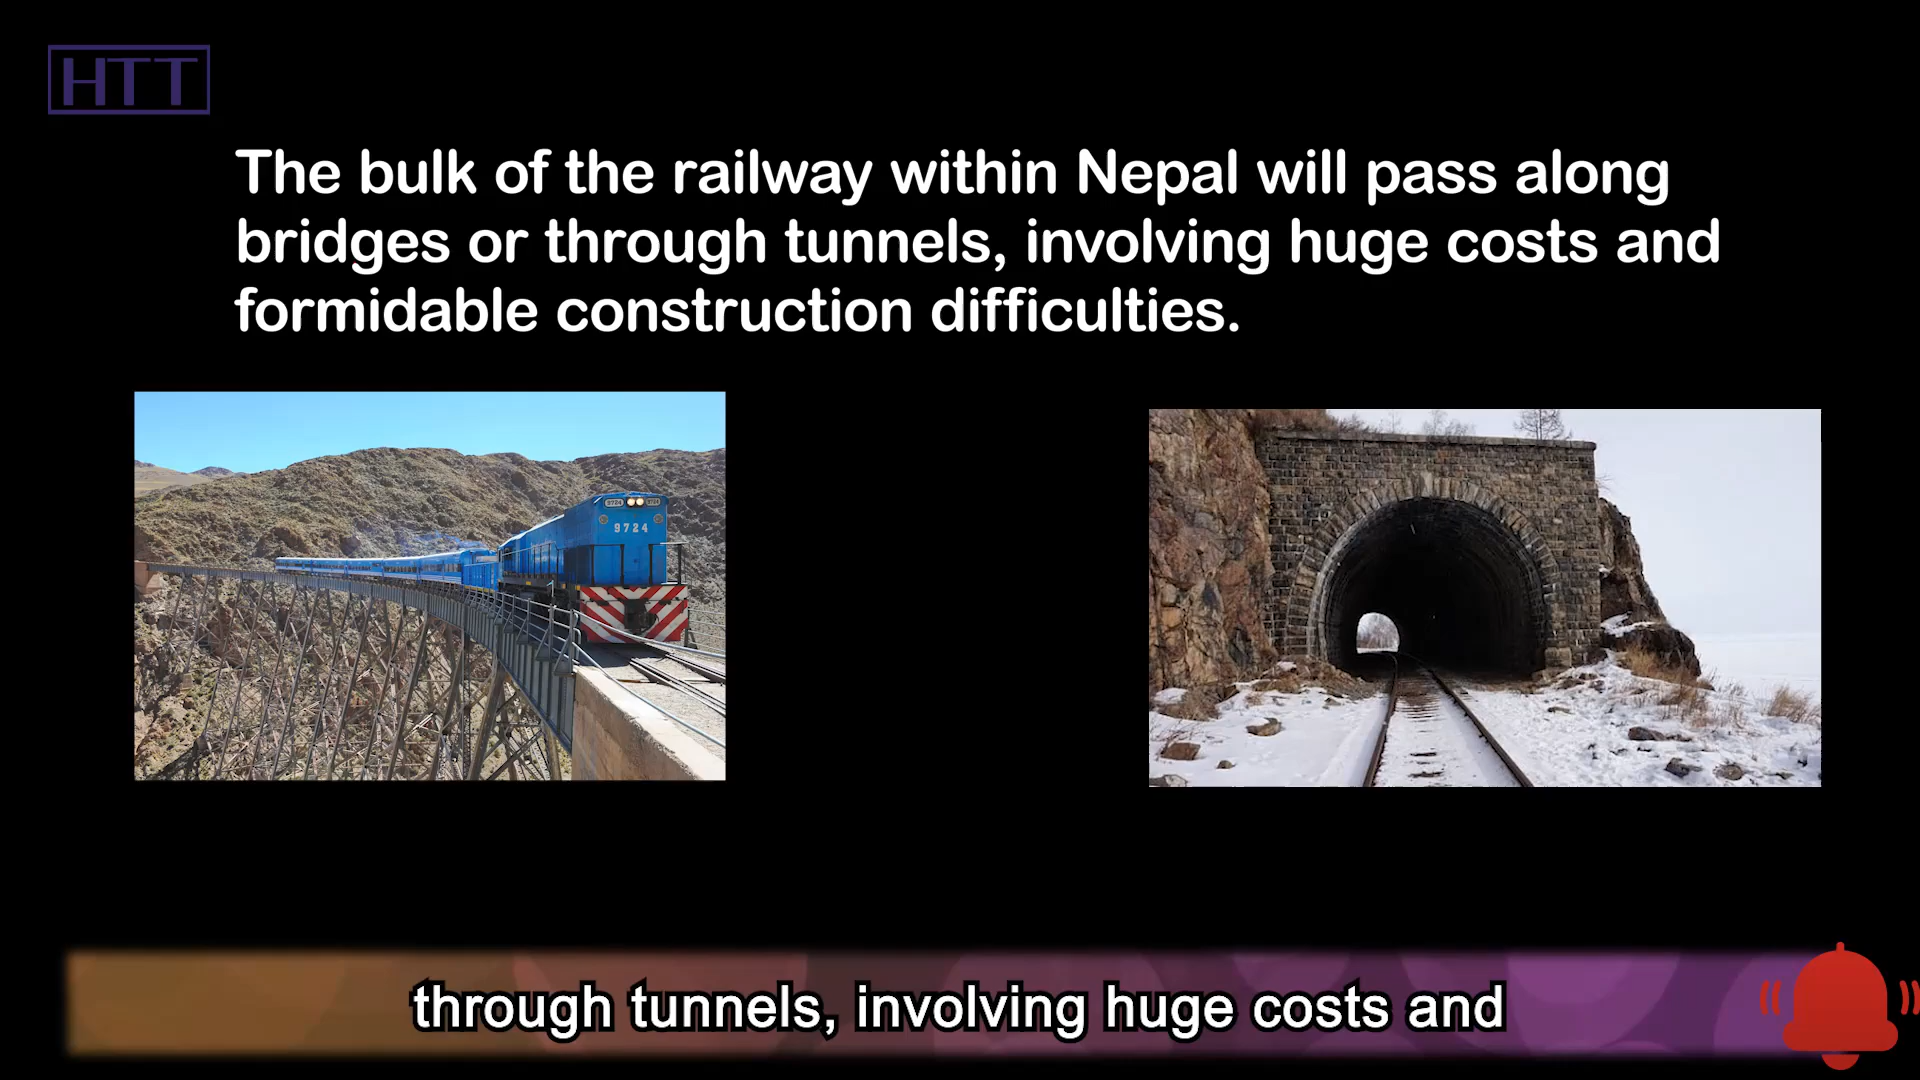 HTT
The bulk of the railway within Nepal will pass along
bridges or through tunnels, involving huge costs and
formidable construction difficulties.
9724
through tunnels, involving huge costs and